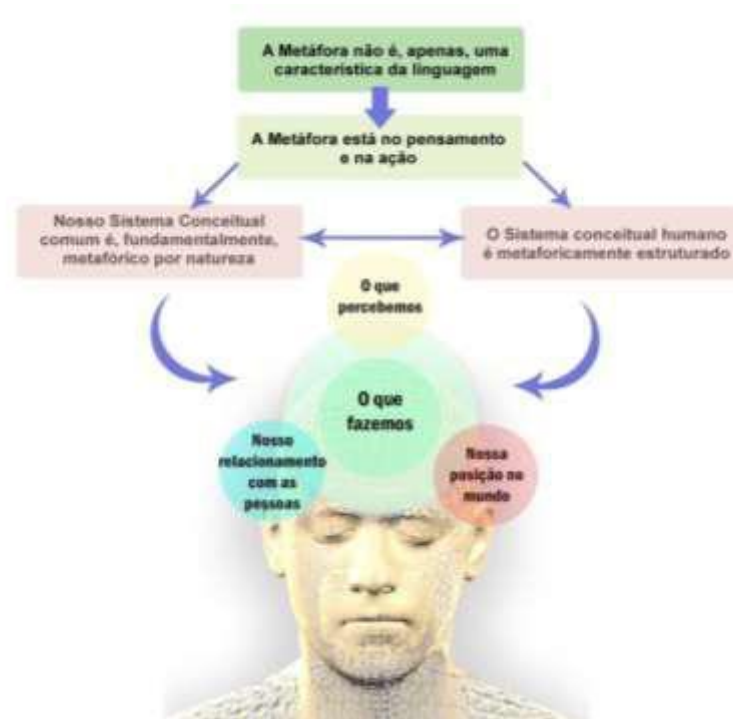 A Metáfora não é, apenas, uma
característica da linguagem
A Metáfora está no pensamento
e na ação
Nosso Sistema Conceitual
comum é, fundamentalmente,
metafórico por natureza
O Sistema conceitual humano
é metaforicamente estruturado
O que
percebemos
O que
fazemos
Nosso
relacionamento
com as
pessoas
Nossa
posição no
mundo